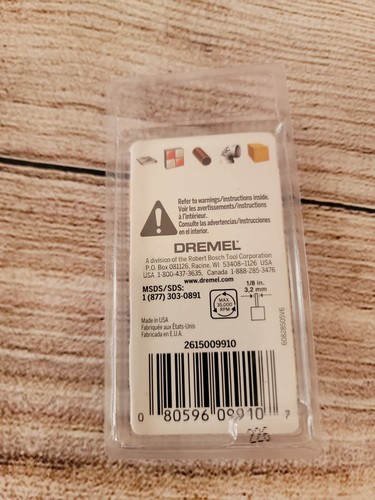 Refer to warnings/instructions inside.
Voir les avertissements/instructions
à l'intérieur.
Consulte las advertencias/instrucciones
en el interior.
DREMEL
A division of the Robert Bosch Tool Corporation
P.O. Box 081126, Racine, WI 53408-1126 USA
USA 1-800-437-3635, Canada 1-888-285-3476
www.dremel.com
MSDS/SDS:
1 (877) 303-0891
MAX
35,000
RPM
1/8 in.
3,2 mm
Made in USA
Fabriquée aux États-Unis
Fabricada en E.U.A.
2615009910
0 80596 09910 7